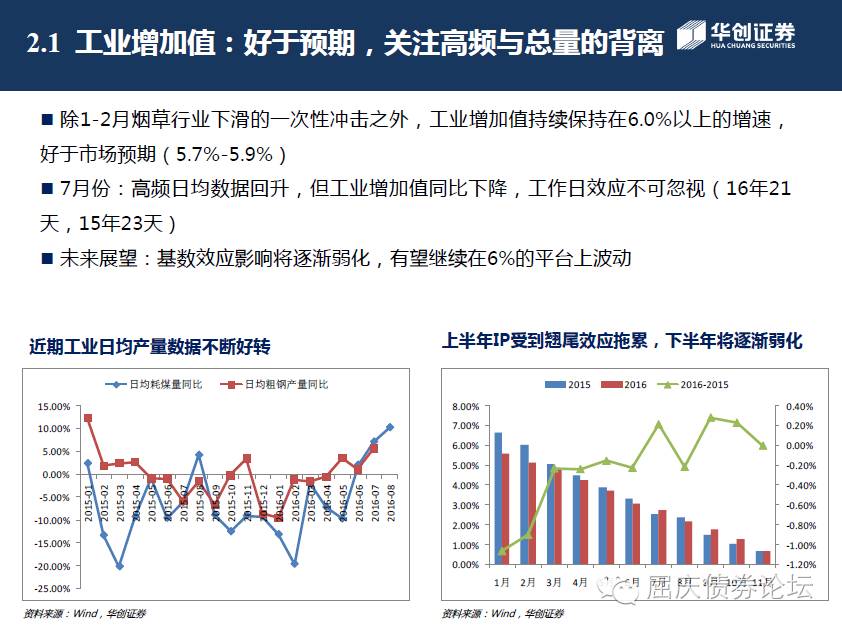 2.1 工业增加值：好于预期，关注高频与总量的背离
华创证券
HUA CHUANG SECURITIES
■ 除1-2月烟草行业下滑的一次性冲击之外，工业增加值持续保持在6.0%以上的增速，
好于市场预期（5.7%-5.9%）
■ 7月份：高频日均数据回升，但工业增加值同比下降，工作日效应不可忽视（16年21
天，15年23天）
■ 未来展望：基数效应影响将逐渐弱化，有望继续在6%的平台上波动
近期工业日均产量数据不断好转
日均耗煤量同比 日均粗钢产量同比
15.00%
10.00%
5.00%
0.00%
-5.00%
-10.00%
-15.00%
-20.00%
-25.00%
2015-01 2015-02 2015-03 2015-04 2015-05 2015-06 2015-07 2015-08 2015-09 2015-10 2015-11 2015-12 2016-01 2016-02 2016-03 2016-04 2016-05 2016-06 2016-07 2016-08
资料来源：Wind，华创证券
上半年IP受到翘尾效应拖累，下半年将逐渐弱化
2015 2016 2016-2015
8.00%
7.00%
6.00%
5.00%
4.00%
3.00%
2.00%
1.00%
0.00%
0.40%
0.20%
0.00%
-0.20%
-0.40%
-0.60%
-0.80%
-1.00%
-1.20%
1月 2月 3月 4月 6月 7月 8月 9月 10月 11月
屈庆债券论坛
资料来源：Wind，华创证券